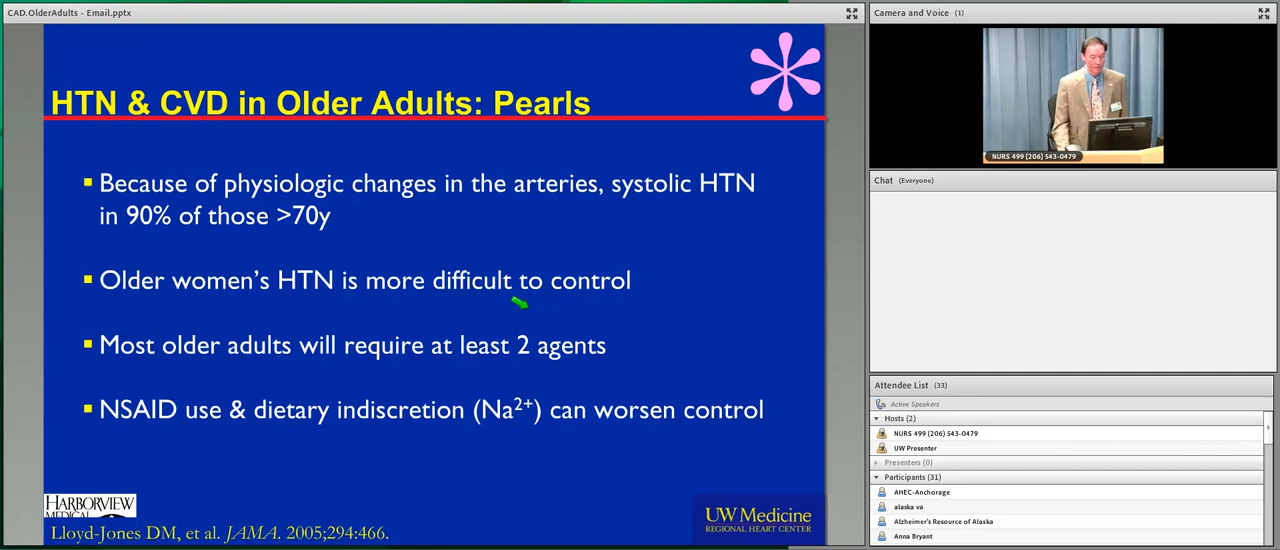 CAD.OlderAdults - Email.pptx
HTN & CVD in Older Adults: Pearls
▪ Because of physiologic changes in the arteries, systolic HTN
in 90% of those >70y
▪ Older women's HTN is more difficult to control
▪ Most older adults will require at least 2 agents
▪ NSAID use & dietary indiscretion (Na²⁺) can worsen control
HARBORVIEW
MEDICAL
Lloyd-Jones DM, et al. JAMA. 2005;294:466.
UW Medicine
REGIONAL HEART CENTER
Camera and Voice (1)
NURS 499 (206) 543-0479
Chat (Everyone)
Attendee List (33)
Active Speakers
Hosts (2)
NURS 499 (206) 543-0479
UW Presenter
Presenters (0)
Participants (31)
AHEC-Anchorage
alaska va
Alzheimer's Resource of Alaska
Anna Bryant